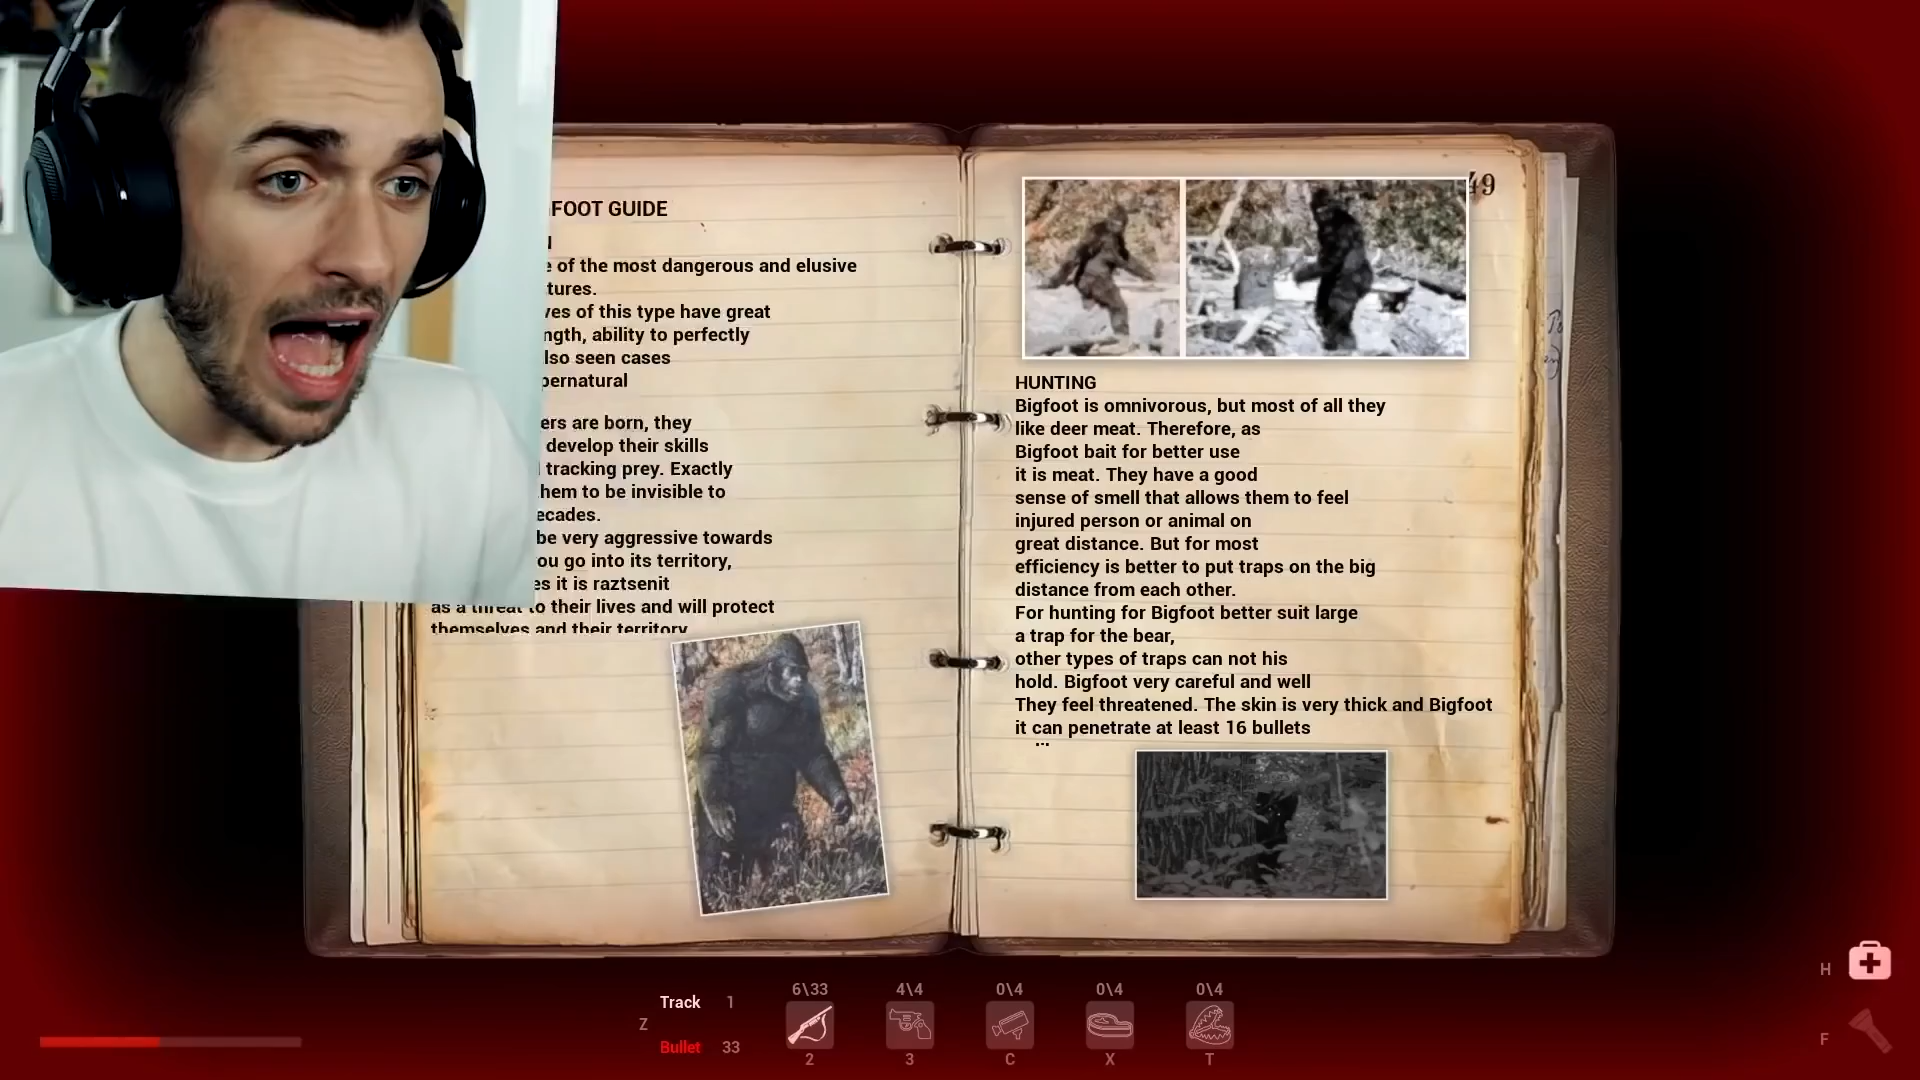 FOOT GUIDE
of the most dangerous and elusive
tures.
ves of this type have great
ngth, ability to perfectly
lso seen cases
pernatural
ers are born, they
develop their skills
tracking prey. Exactly
hem to be invisible to
ecades.
be very aggressive towards
ou go into its territory,
es it is raztsenit
as a threat to their lives and will protect
themselves and their territory
49
HUNTING
Bigfoot is omnivorous, but most of all they
like deer meat. Therefore, as
Bigfoot bait for better use
it is meat. They have a good
sense of smell that allows them to feel
injured person or animal on
great distance. But for most
efficiency is better to put traps on the big
distance from each other.
For hunting for Bigfoot better suit large
a trap for the bear,
other types of traps can not his
hold. Bigfoot very careful and well
They feel threatened. The skin is very thick and Bigfoot
it can penetrate at least 16 bullets
Track 1
Z
Bullet 33
6\33 4\4 0\4 0\4 0\4
2 3 C X T
H
F